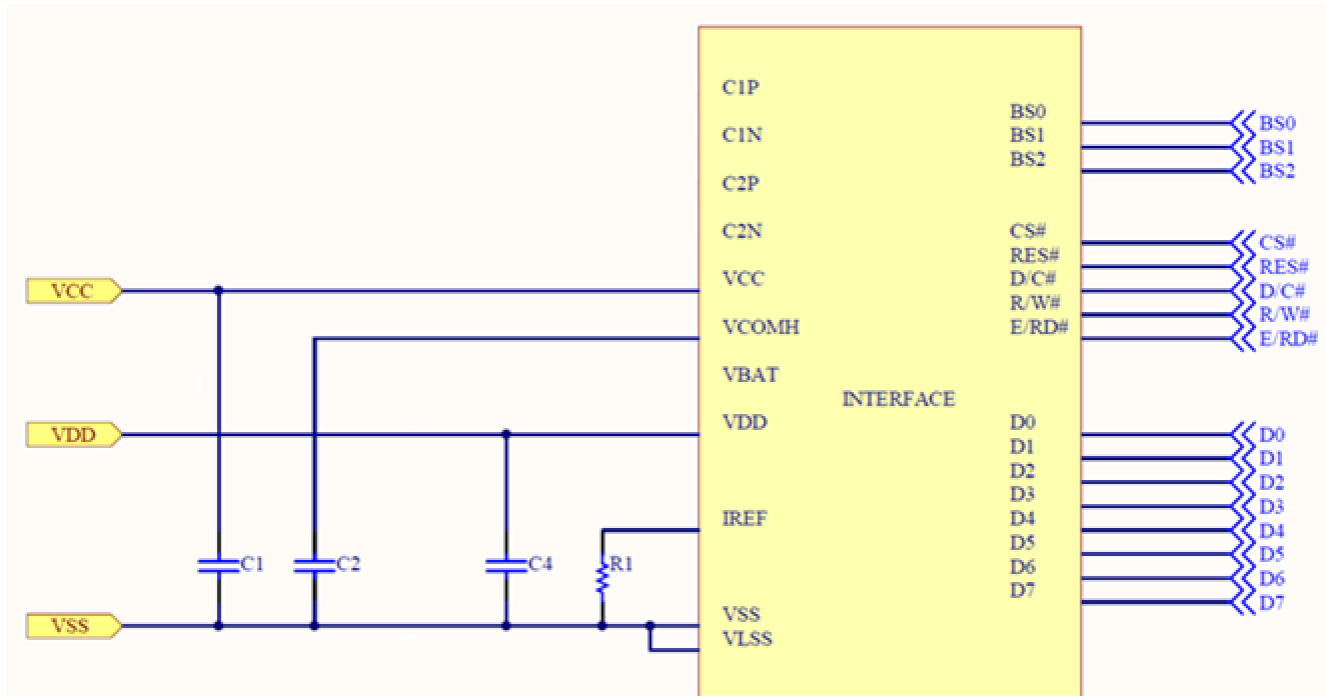 C1P
C1N
C2P
C2N
VCC
VCOMH
VBAT
VDD
IREF
VSS
VLSS
INTERFACE
BS0
BS1
BS2
CS#
RES#
D/C#
R/W#
E/RD#
D0
D1
D2
D3
D4
D5
D6
D7
BS0
BS1
BS2
CS#
RES#
D/C#
R/W#
E/RD#
D0
D1
D2
D3
D4
D5
D6
D7
VCC
VDD
VSS
C1
C2
C4
R1